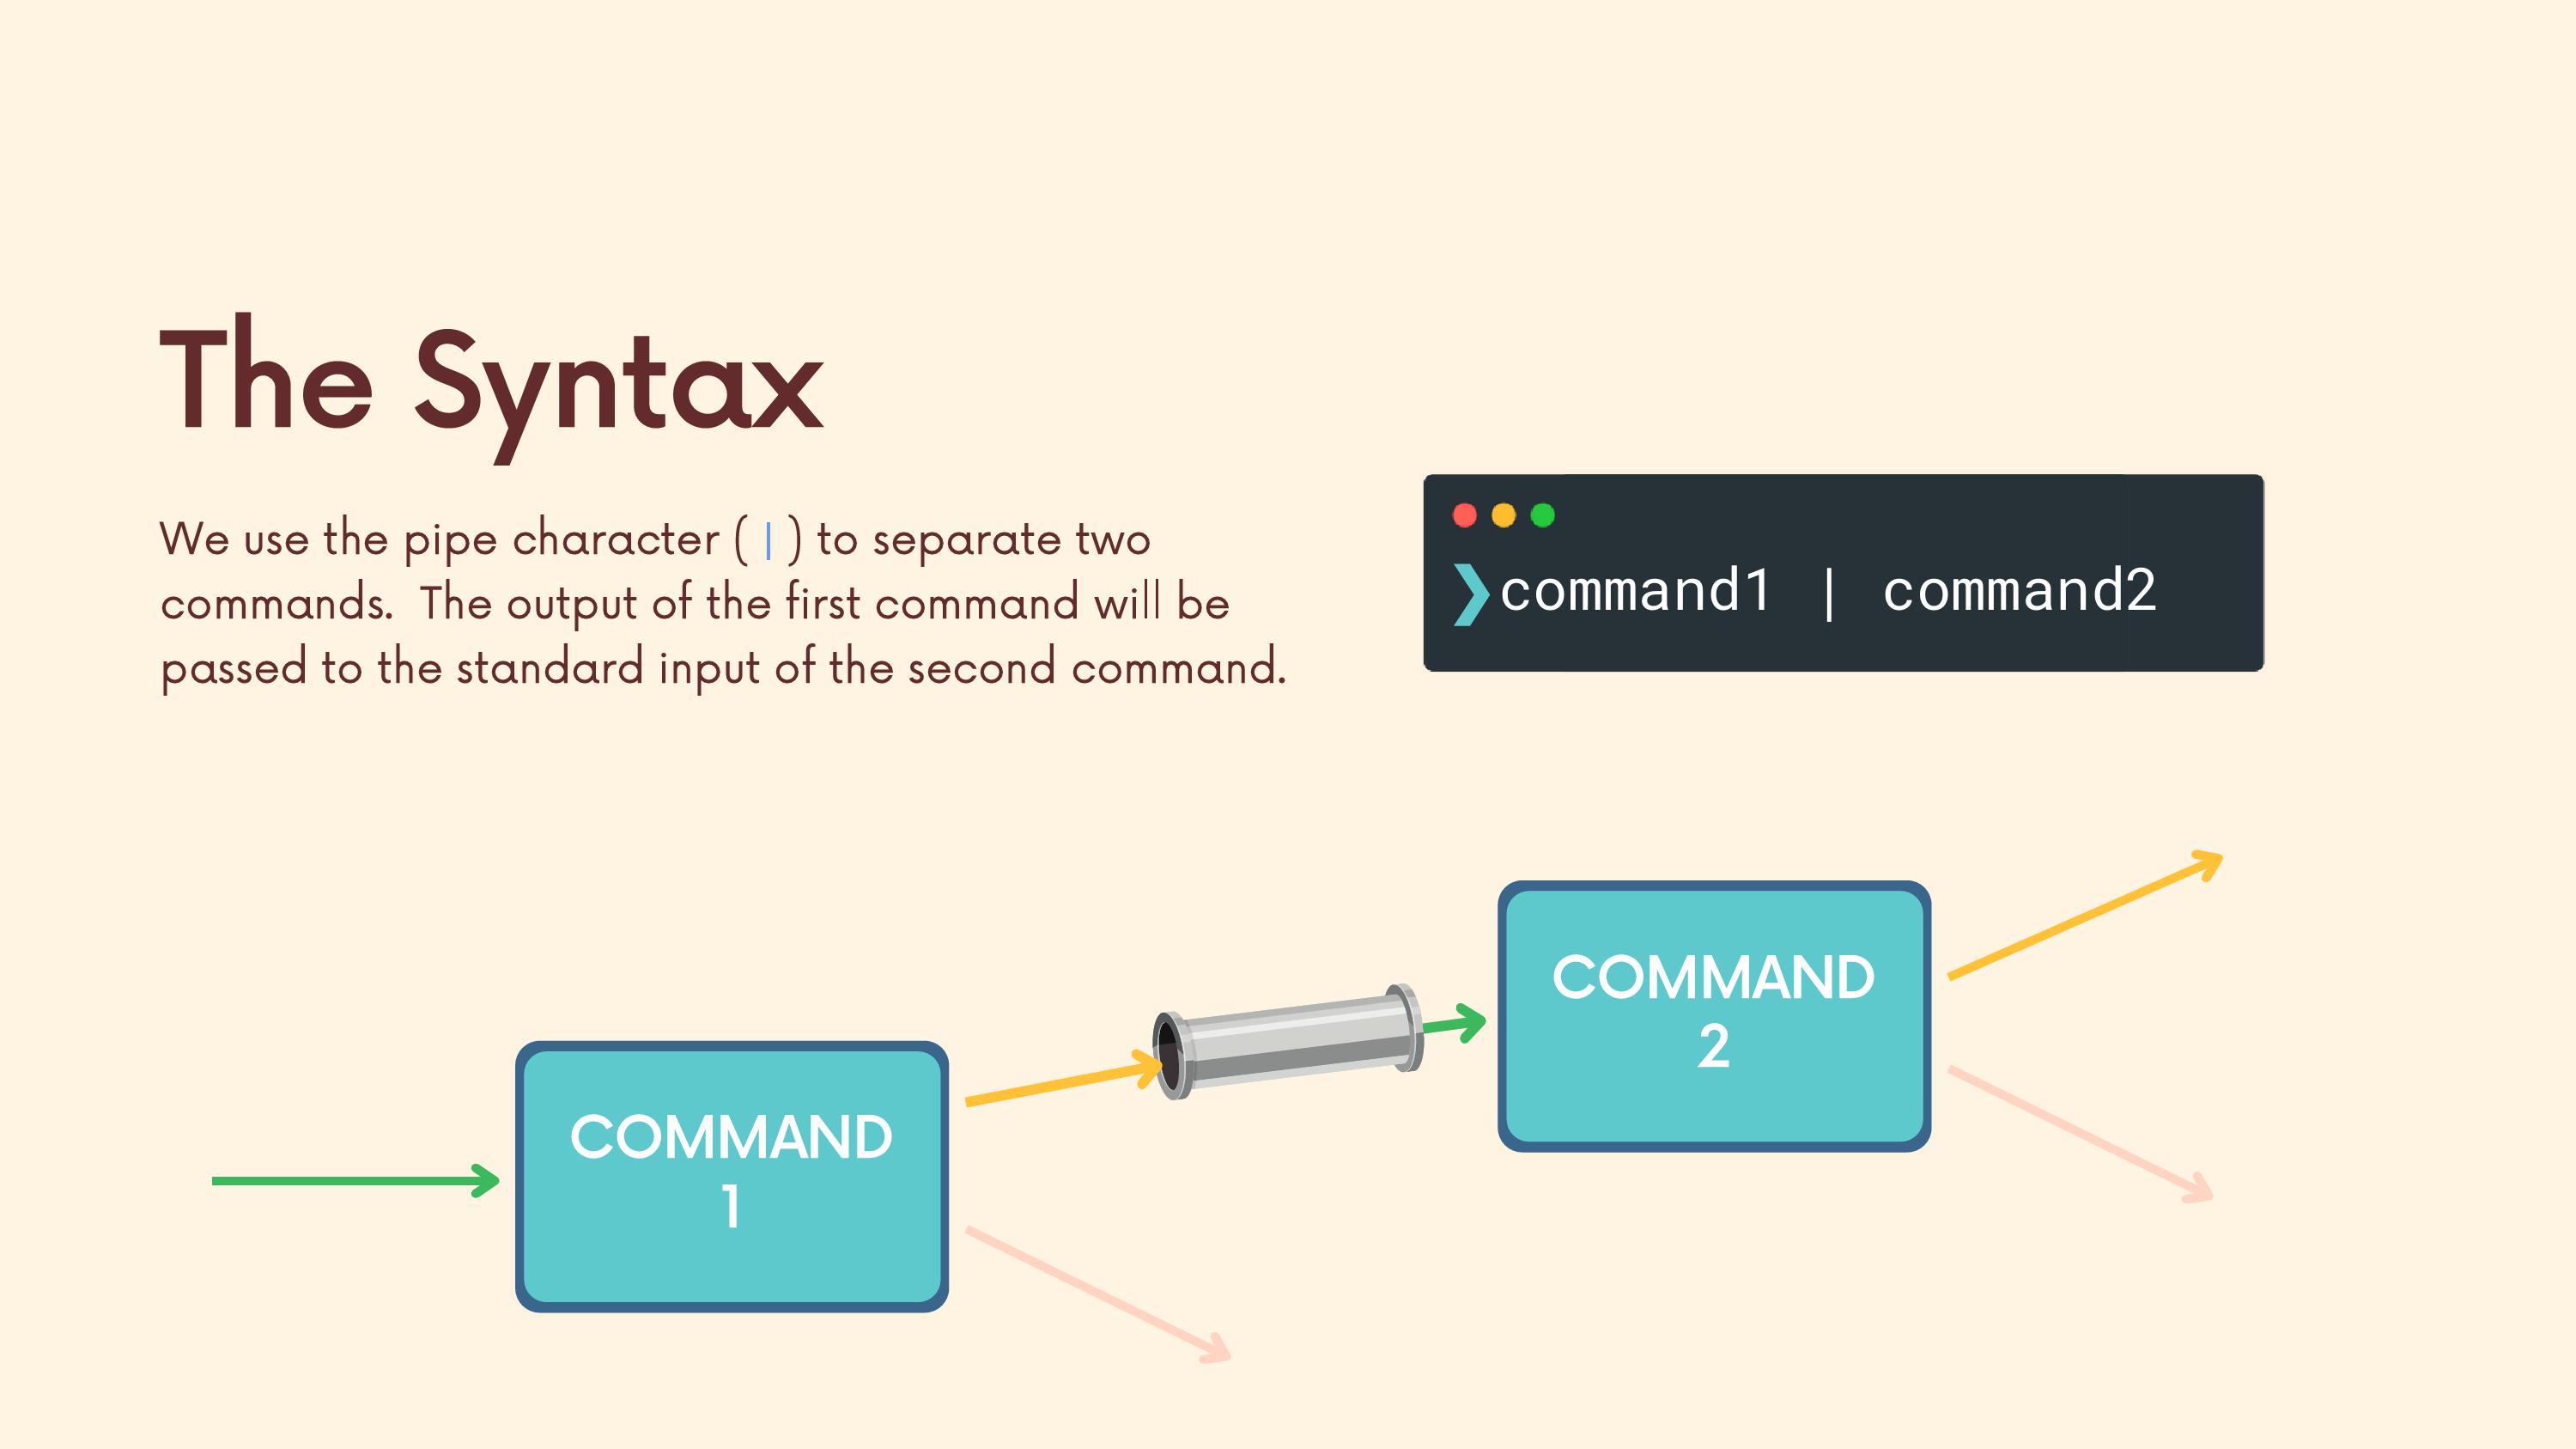 The Syntax
We use the pipe character ( | ) to separate two
commands.  The output of the first command will be
passed to the standard input of the second command.
❯command1 | command2
COMMAND
1
COMMAND
2